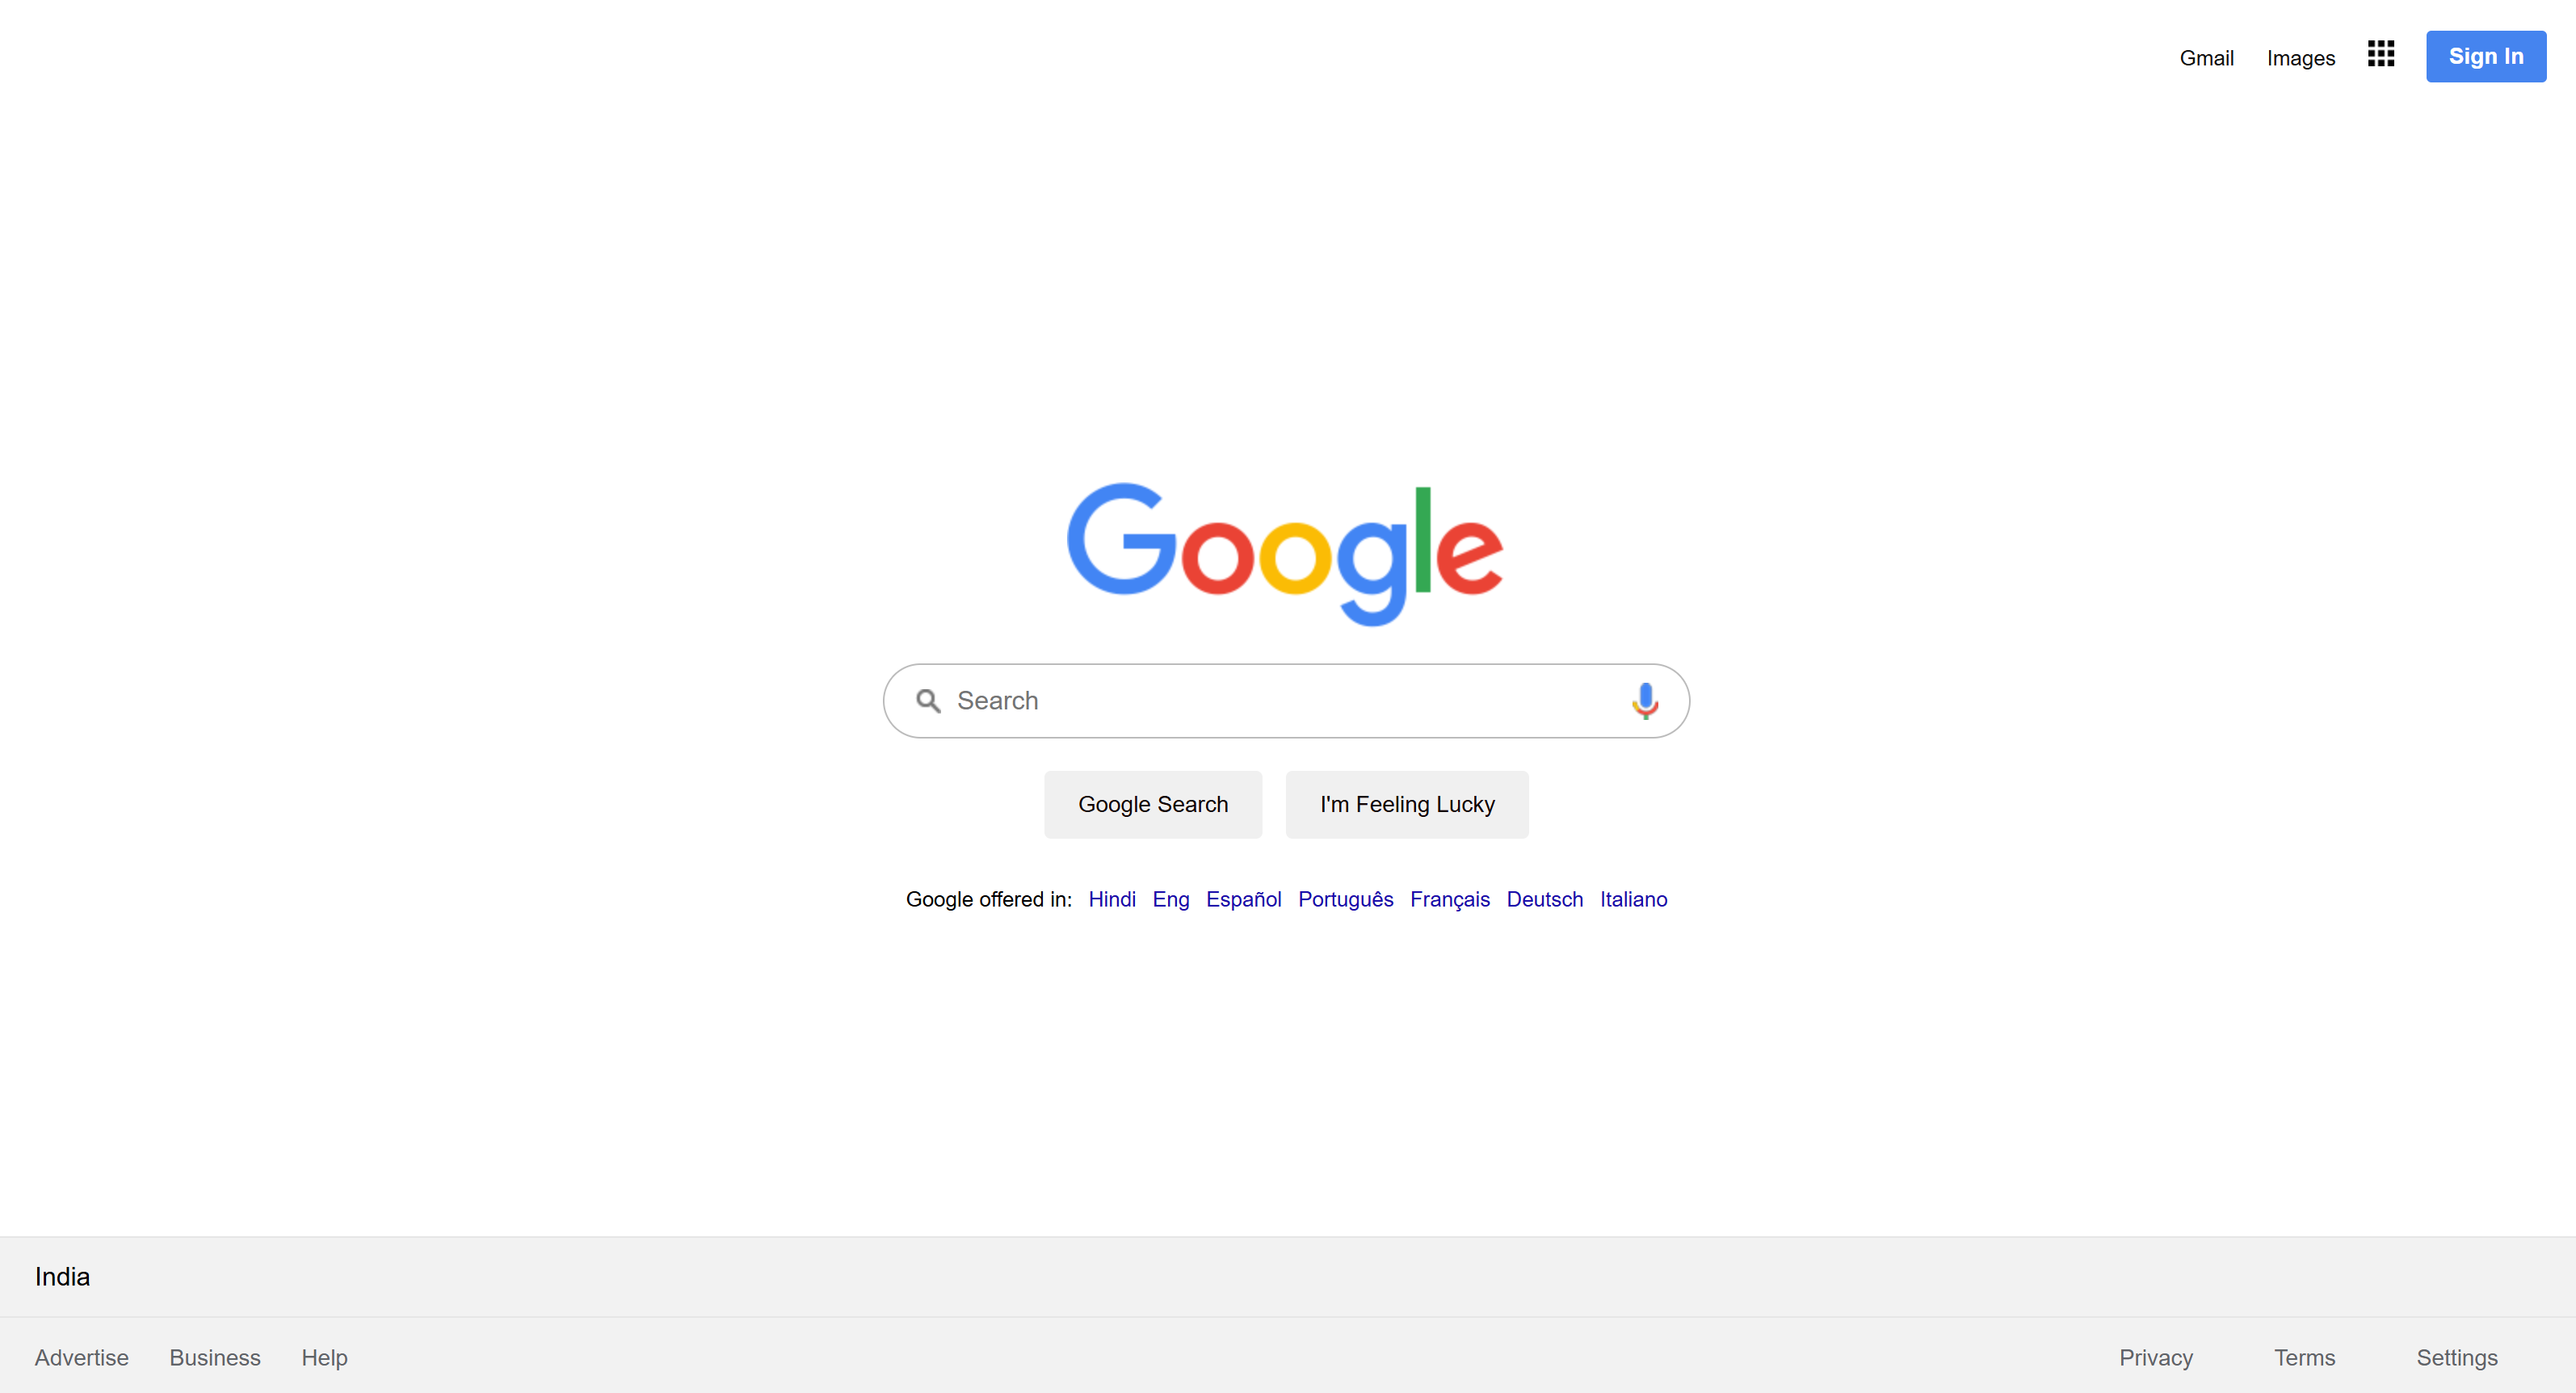 Gmail Images Sign In
Google
Search
Google Search I'm Feeling Lucky
Google offered in: Hindi Eng Español Português Français Deutsch Italiano
India
Advertise Business Help Privacy Terms Settings